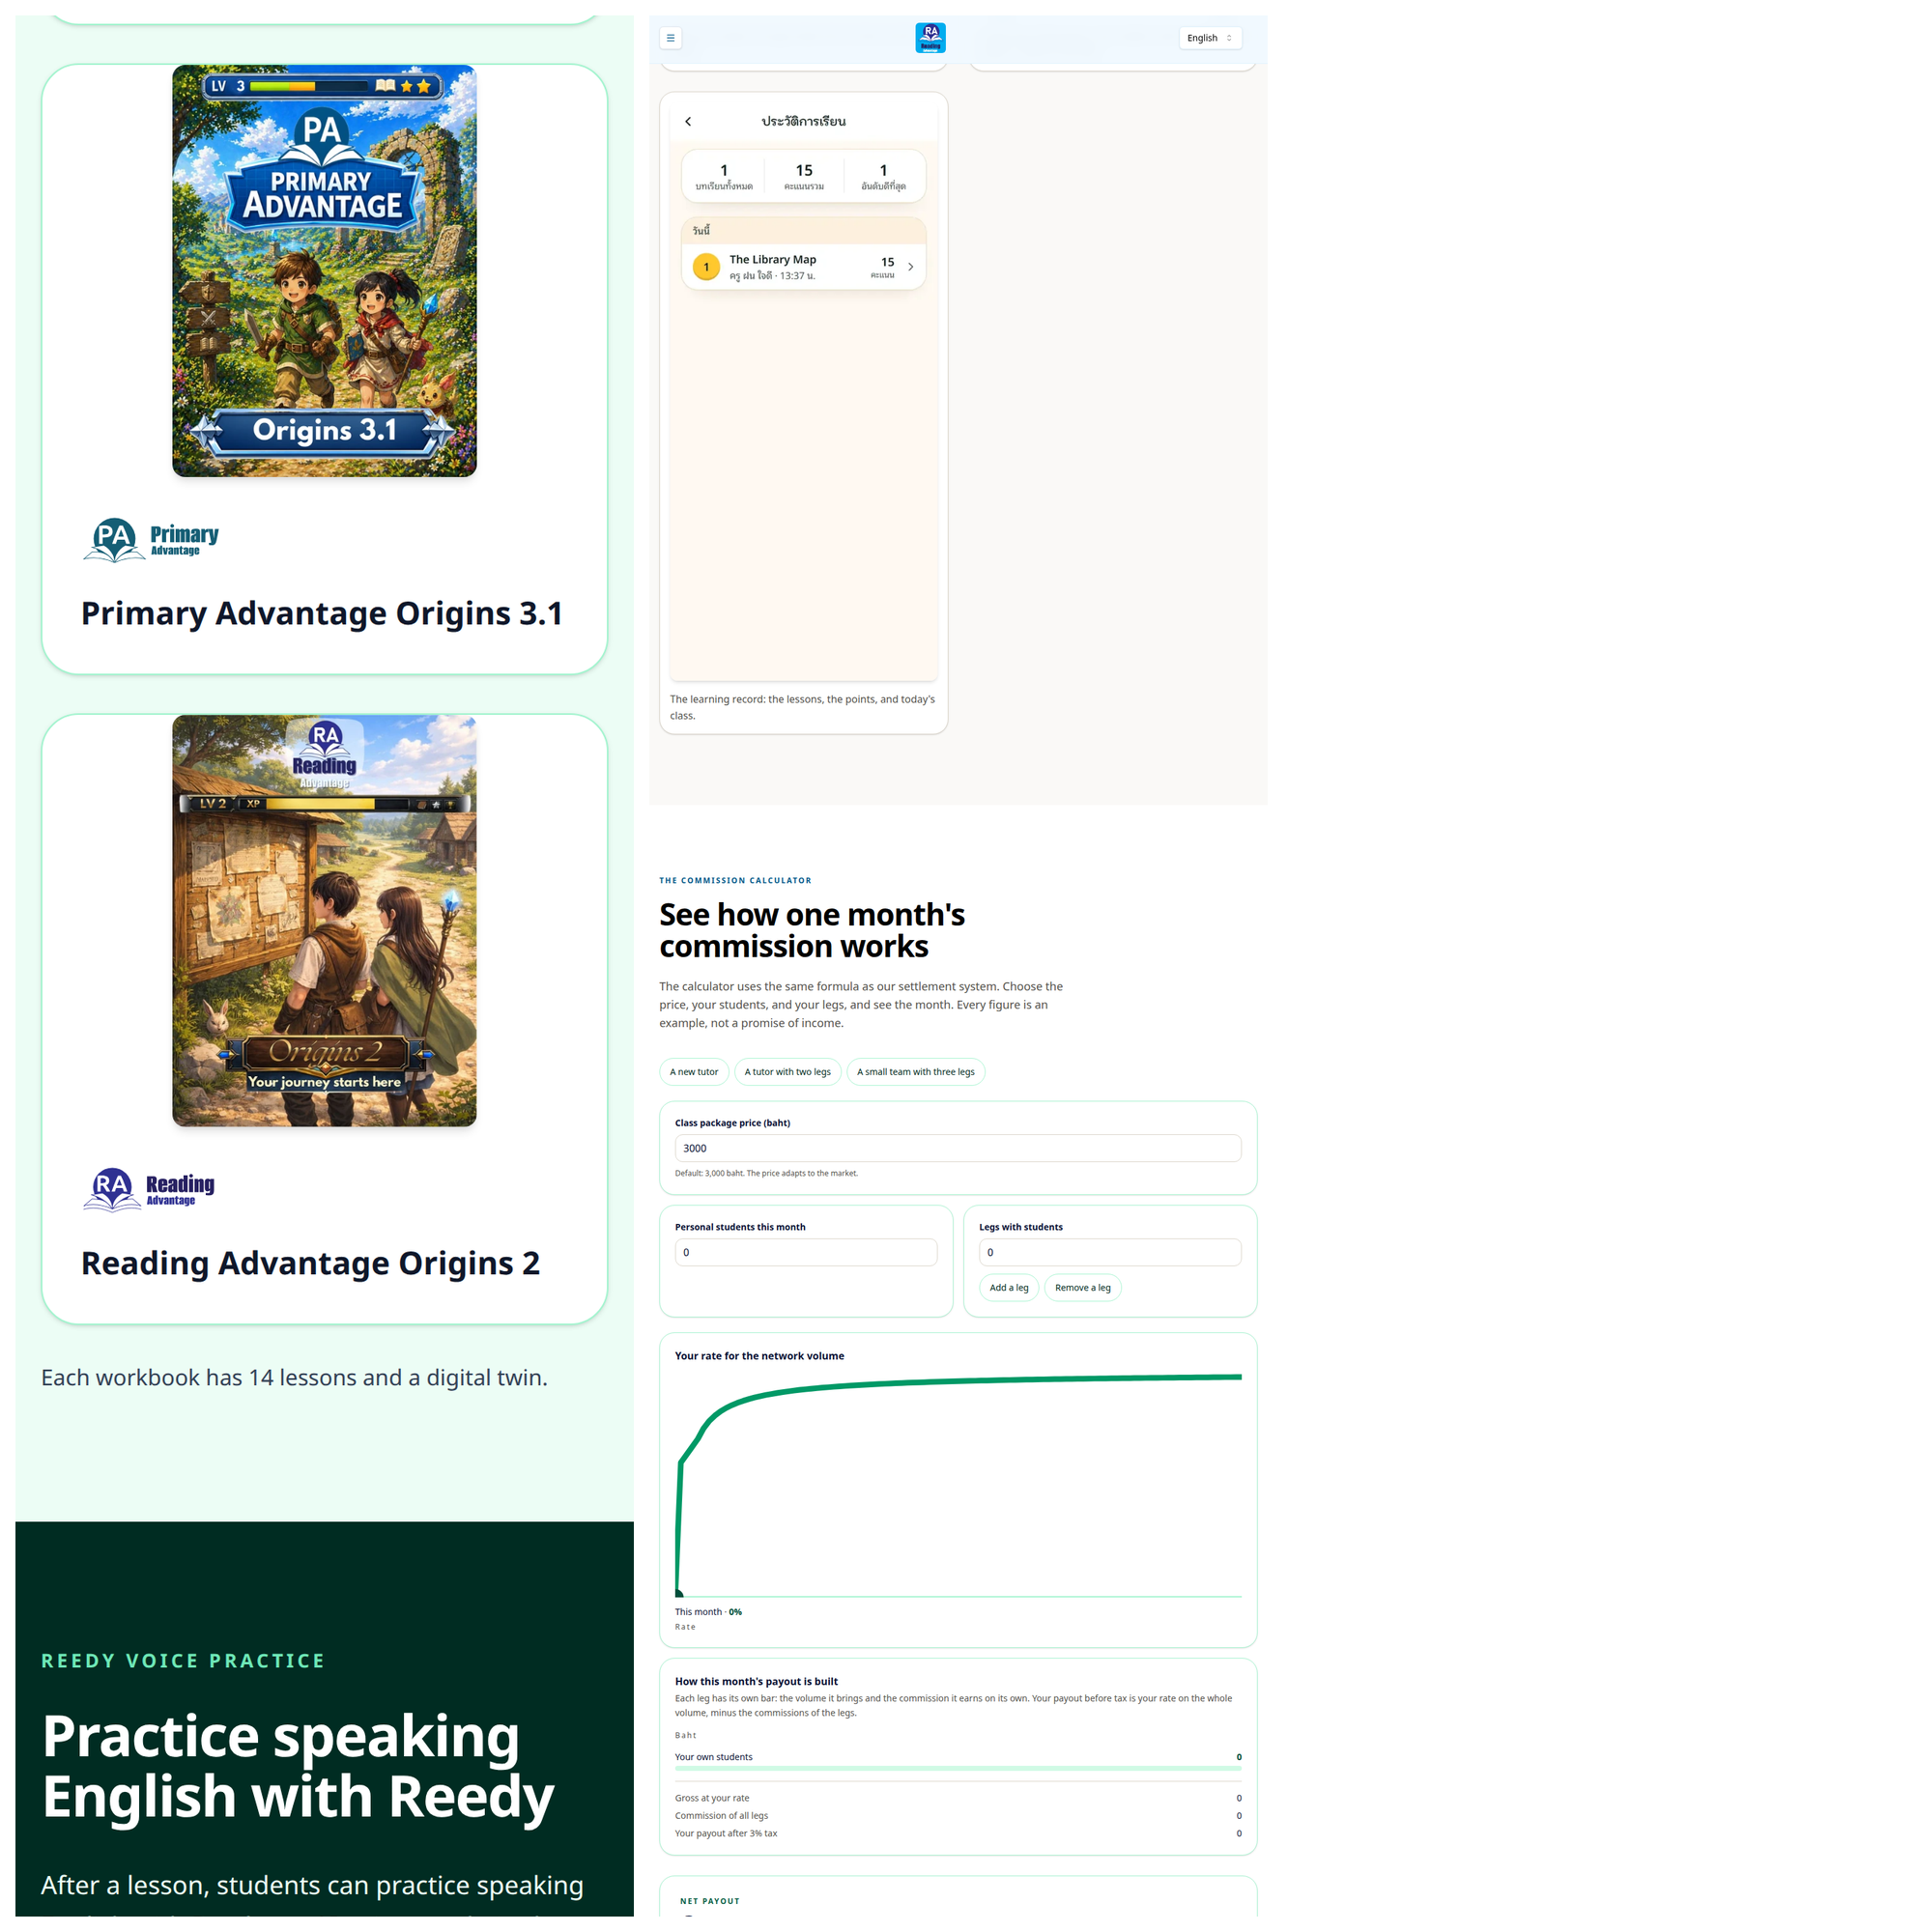 LV 3
PA
PRIMARY
ADVANTAGE
Origins 3.1
PA Primary
Advantage
Primary Advantage Origins 3.1
RA
Reading
Advantage
LV 2 XP
Origins 2
Your journey starts here
RA Reading
Advantage
Reading Advantage Origins 2
Each workbook has 14 lessons and a digital twin.
REEDY VOICE PRACTICE
Practice speaking
English with Reedy
After a lesson, students can practice speaking
RA
Reading
English
ประวัติการเรียน
1 15 1
บทเรียนทั้งหมด คะแนนรวม อันดับดีที่สุด
วันนี้
1 The Library Map 15
ครู ฝน ใจดี · 13:37 น. คะแนน
The learning record: the lessons, the points, and today's
class.
THE COMMISSION CALCULATOR
See how one month's
commission works
The calculator uses the same formula as our settlement system. Choose the
price, your students, and your legs, and see the month. Every figure is an
example, not a promise of income.
A new tutor A tutor with two legs A small team with three legs
Class package price (baht)
3000
Default: 3,000 baht. The price adapts to the market.
Personal students this month
0
Legs with students
0
Add a leg Remove a leg
Your rate for the network volume
This month · 0%
Rate
How this month's payout is built
Each leg has its own bar: the volume it brings and the commission it earns on its own. Your payout before tax is your rate on the whole
volume, minus the commissions of the legs.
Baht
Your own students 0
Gross at your rate 0
Commission of all legs 0
Your payout after 3% tax 0
NET PAYOUT